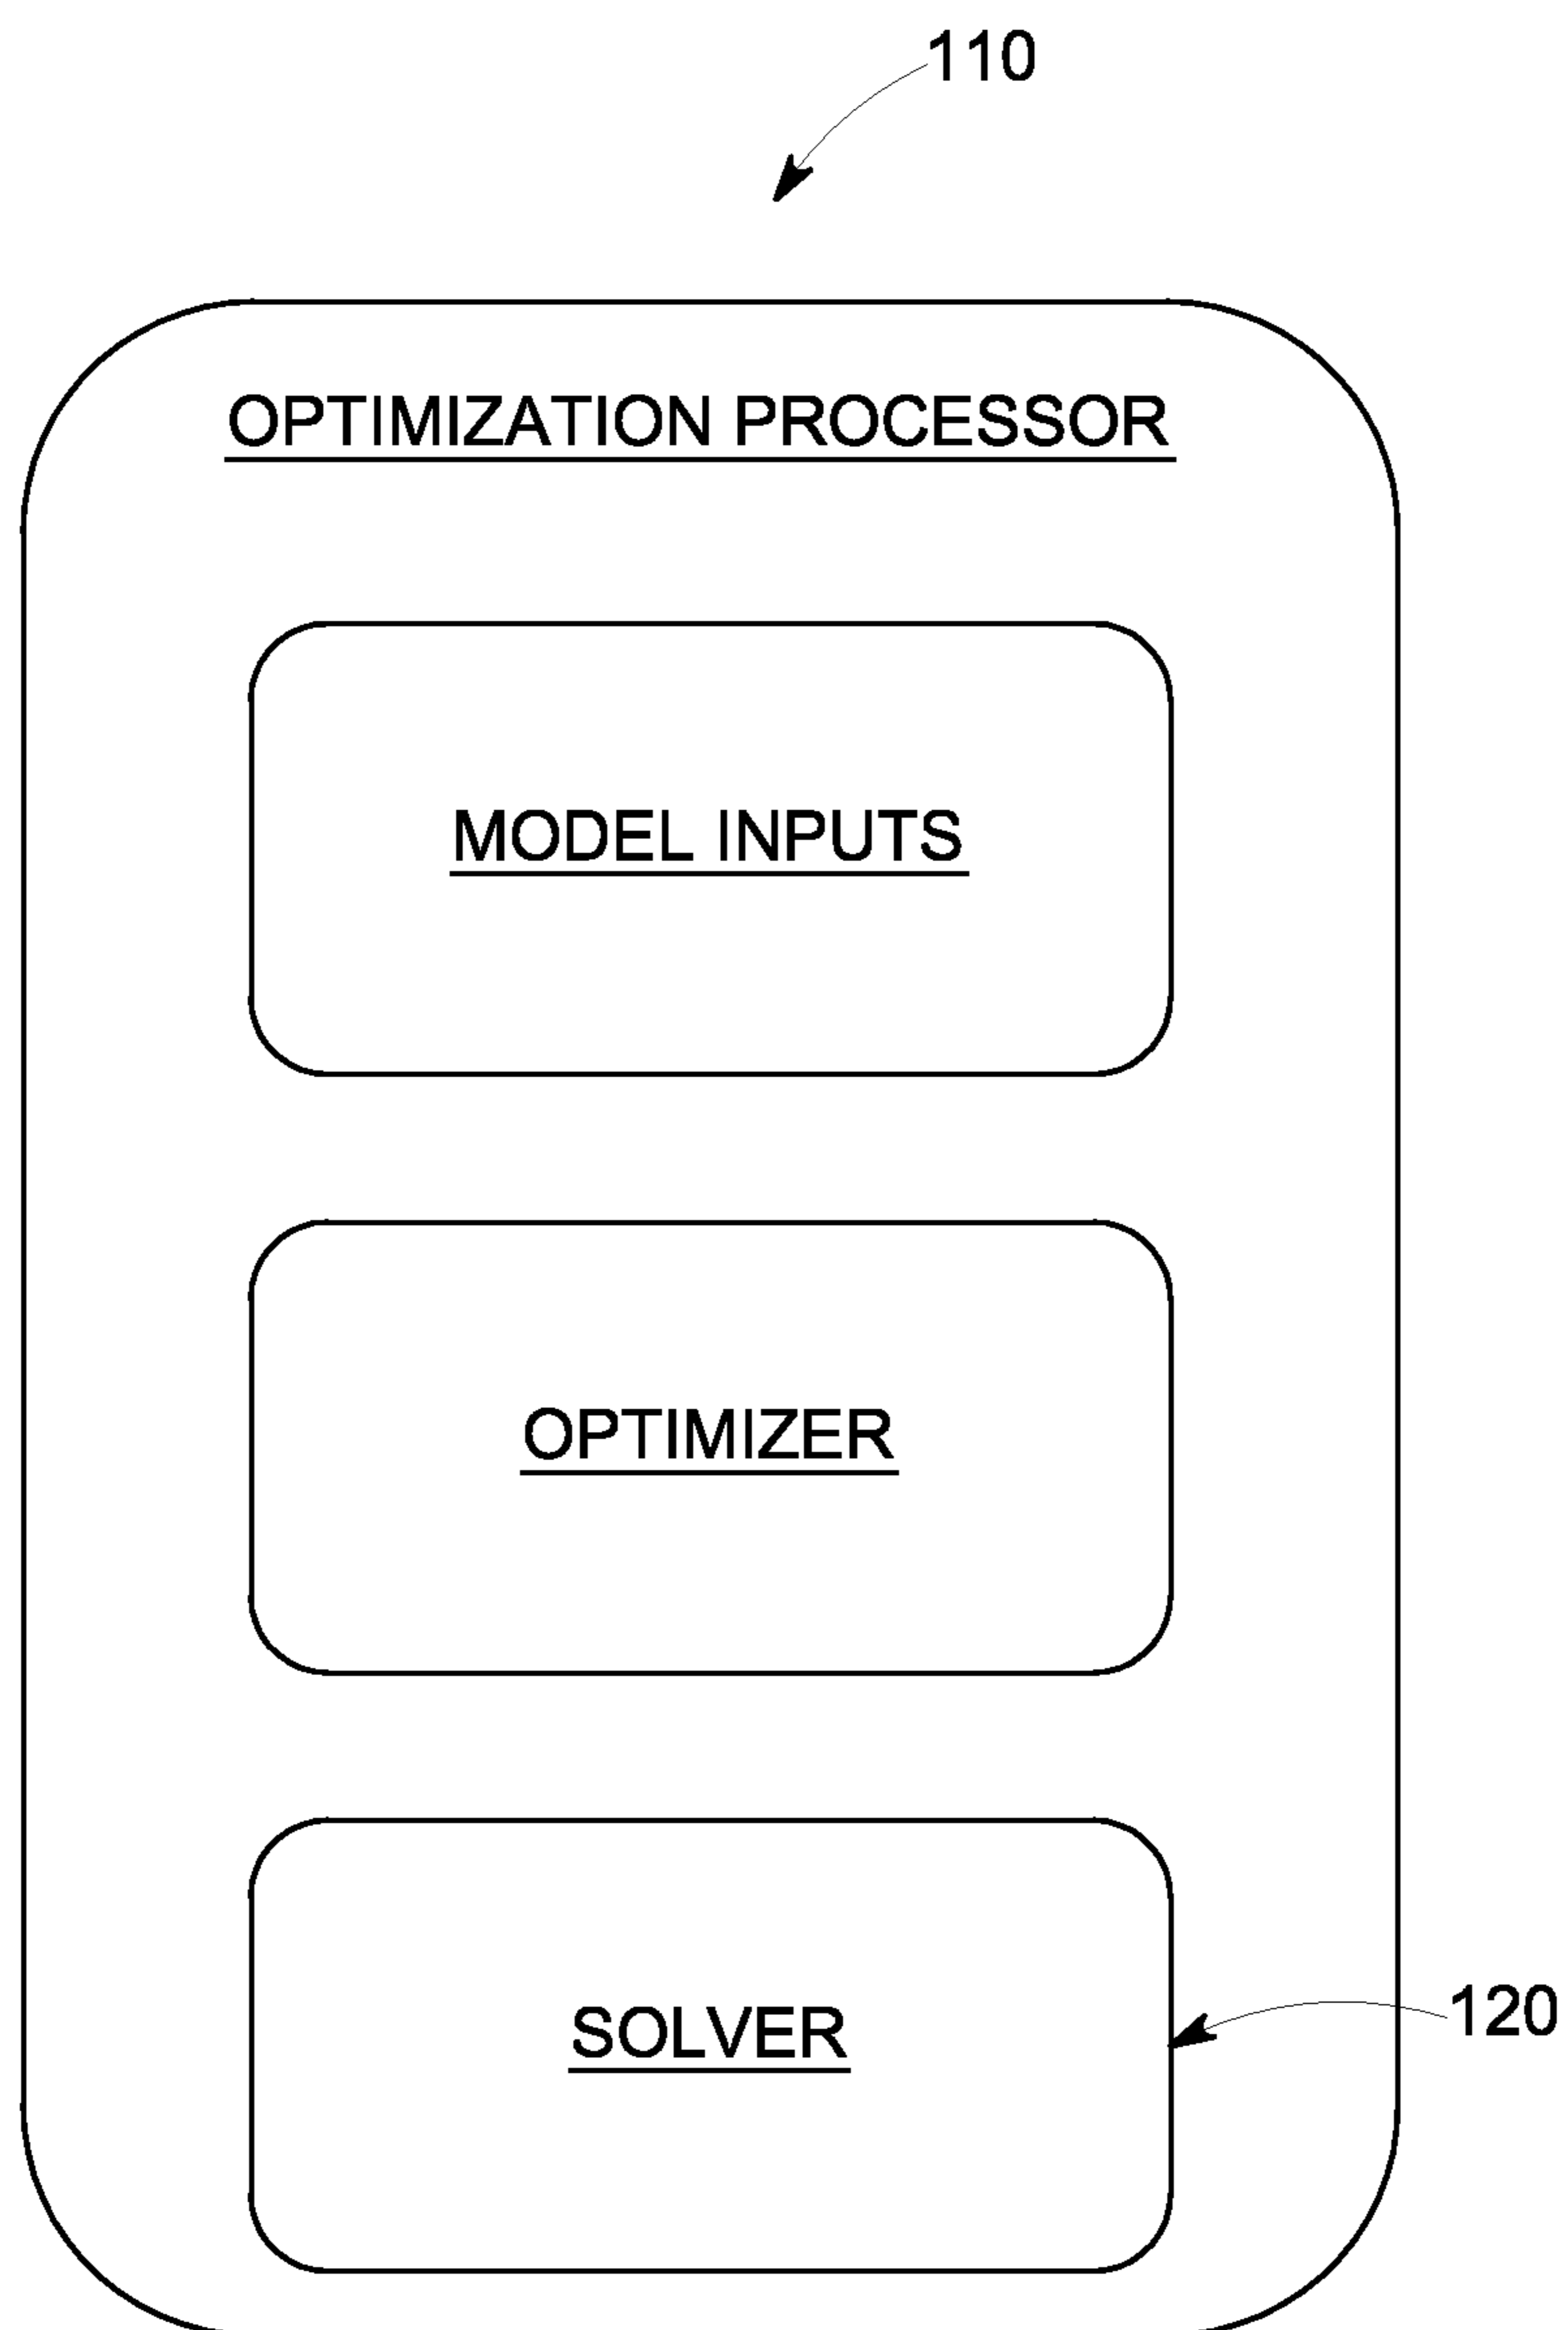 110
OPTIMIZATION PROCESSOR
MODEL INPUTS
OPTIMIZER
SOLVER
120